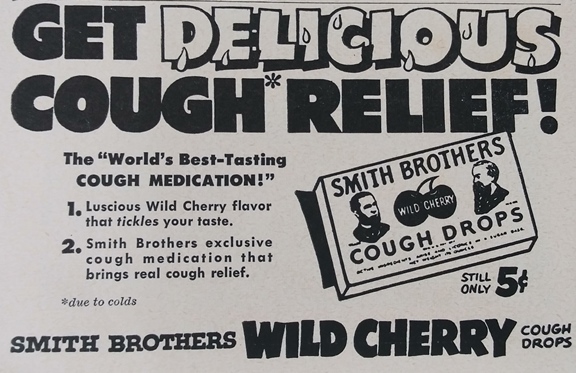 GET DELICIOUS
COUGH* RELIEF!
The "World's Best-Tasting
COUGH MEDICATION!"
1. Luscious Wild Cherry flavor
that tickles your taste.
2. Smith Brothers exclusive
cough medication that
brings real cough relief.
*due to colds
SMITH BROTHERS
WILD CHERRY
COUGH DROPS
STILL
ONLY 5¢
SMITH BROTHERS WILD CHERRY COUGH
DROPS